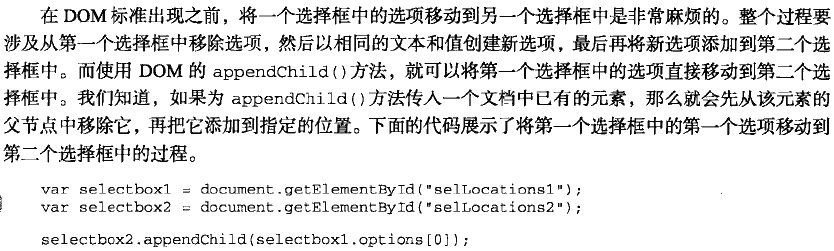 在 DOM 标准出现之前，将一个选择框中的选项移动到另一个选择框中是非常麻烦的。整个过程要
涉及从第一个选择框中移除选项，然后以相同的文本和值创建新选项，最后再将新选项添加到第二个选
择框中。而使用 DOM 的 appendChild()方法，就可以将第一个选择框中的选项直接移动到第二个选择
择框中。我们知道，如果为 appendChild()方法传入一个文档中已有的元素，那么就会先从该元素的
父节点中移除它，再把它添加到指定的位置。下面的代码展示了将第一个选择框中的第一个选项移动到
第二个选择框中的过程。
var selectbox1 = document.getElementById("selLocations1");
var selectbox2 = document.getElementById("selLocations2");
selectbox2.appendChild(selectbox1.options[0]);